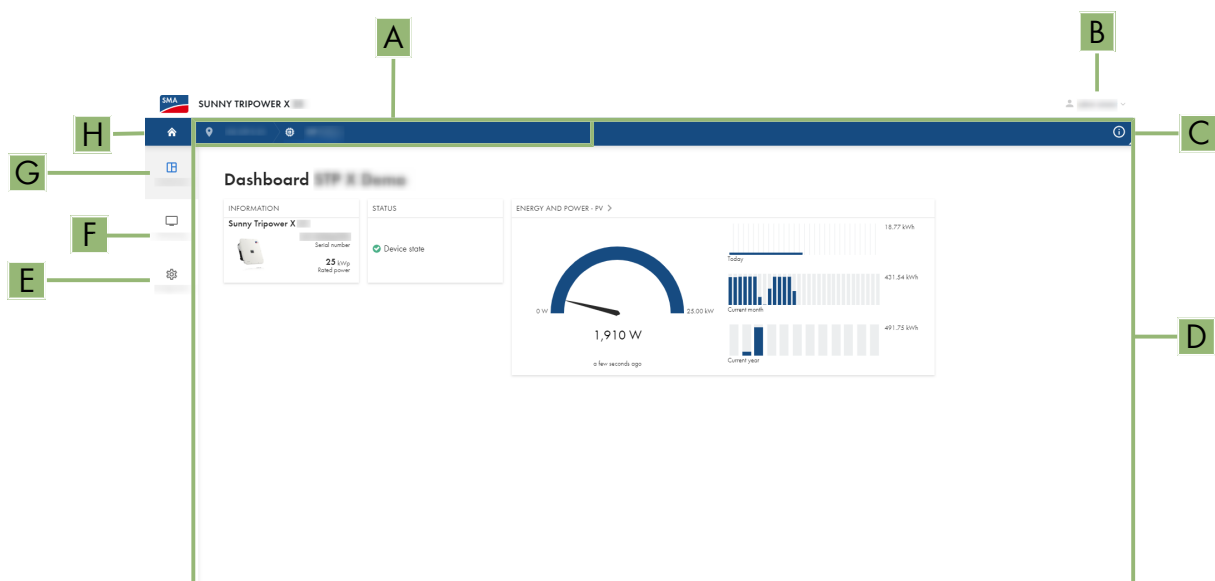 A
B
SMA
SUNNY TRIPOWER X
H
C
G
Dashboard
INFORMATION
STATUS
ENERGY AND POWER - PV
Sunny Tripower X
Serial number
25 kWp
Rated power
Device state
0 W
25.00 kW
1,910 W
a few seconds ago
18.77 kWh
Today
431.54 kWh
Current month
491.75 kWh
Current year
F
E
D